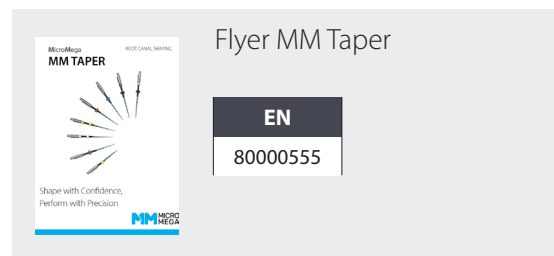 Flyer MM Taper
MicroMega
ROOT CANAL SHAPING
MM TAPER
Shape with Confidence,
Perform with Precision
MM MICRO
MEGA
EN
80000555